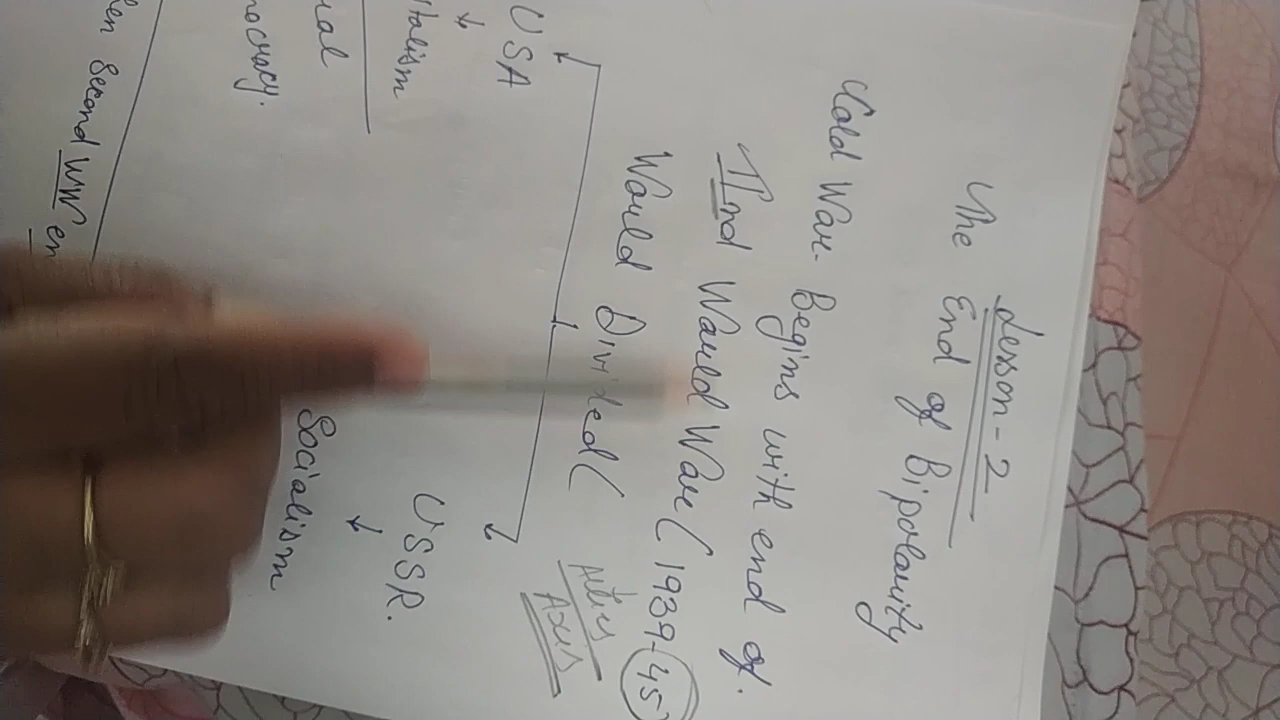 Lesson-2
The End of Bipolarity
Cold War Begins with end of.
IInd World War (1939-45)
World Divided (
Allies
Axis
USA
USSR.
↓
↓
Socialism
Second WW